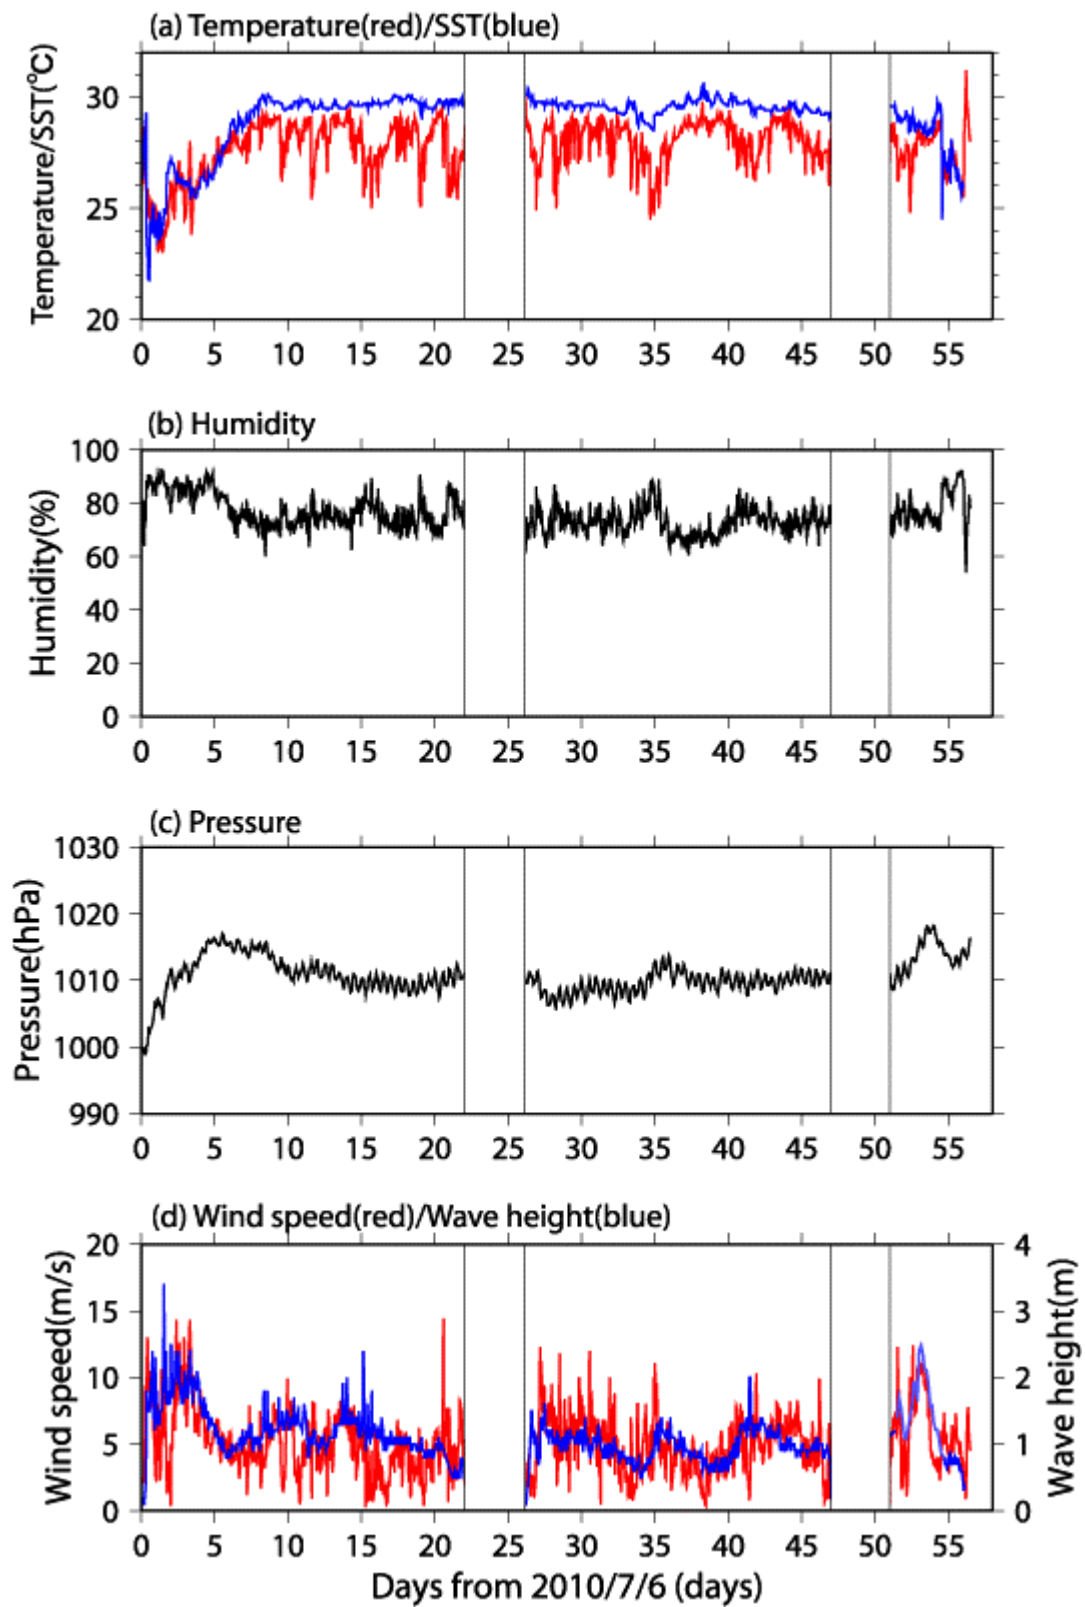 (a) Temperature(red)/SST(blue)
Temperature/SST(°C)
30
25
20
0 5 10 15 20 25 30 35 40 45 50 55
(b) Humidity
Humidity(%)
100
80
60
40
20
0
0 5 10 15 20 25 30 35 40 45 50 55
(c) Pressure
Pressure(hPa)
1030
1020
1010
1000
990
0 5 10 15 20 25 30 35 40 45 50 55
(d) Wind speed(red)/Wave height(blue)
Wind speed(m/s)
20
15
10
5
0
4
3
2
1
0
Wave height(m)
0 5 10 15 20 25 30 35 40 45 50 55
Days from 2010/7/6 (days)